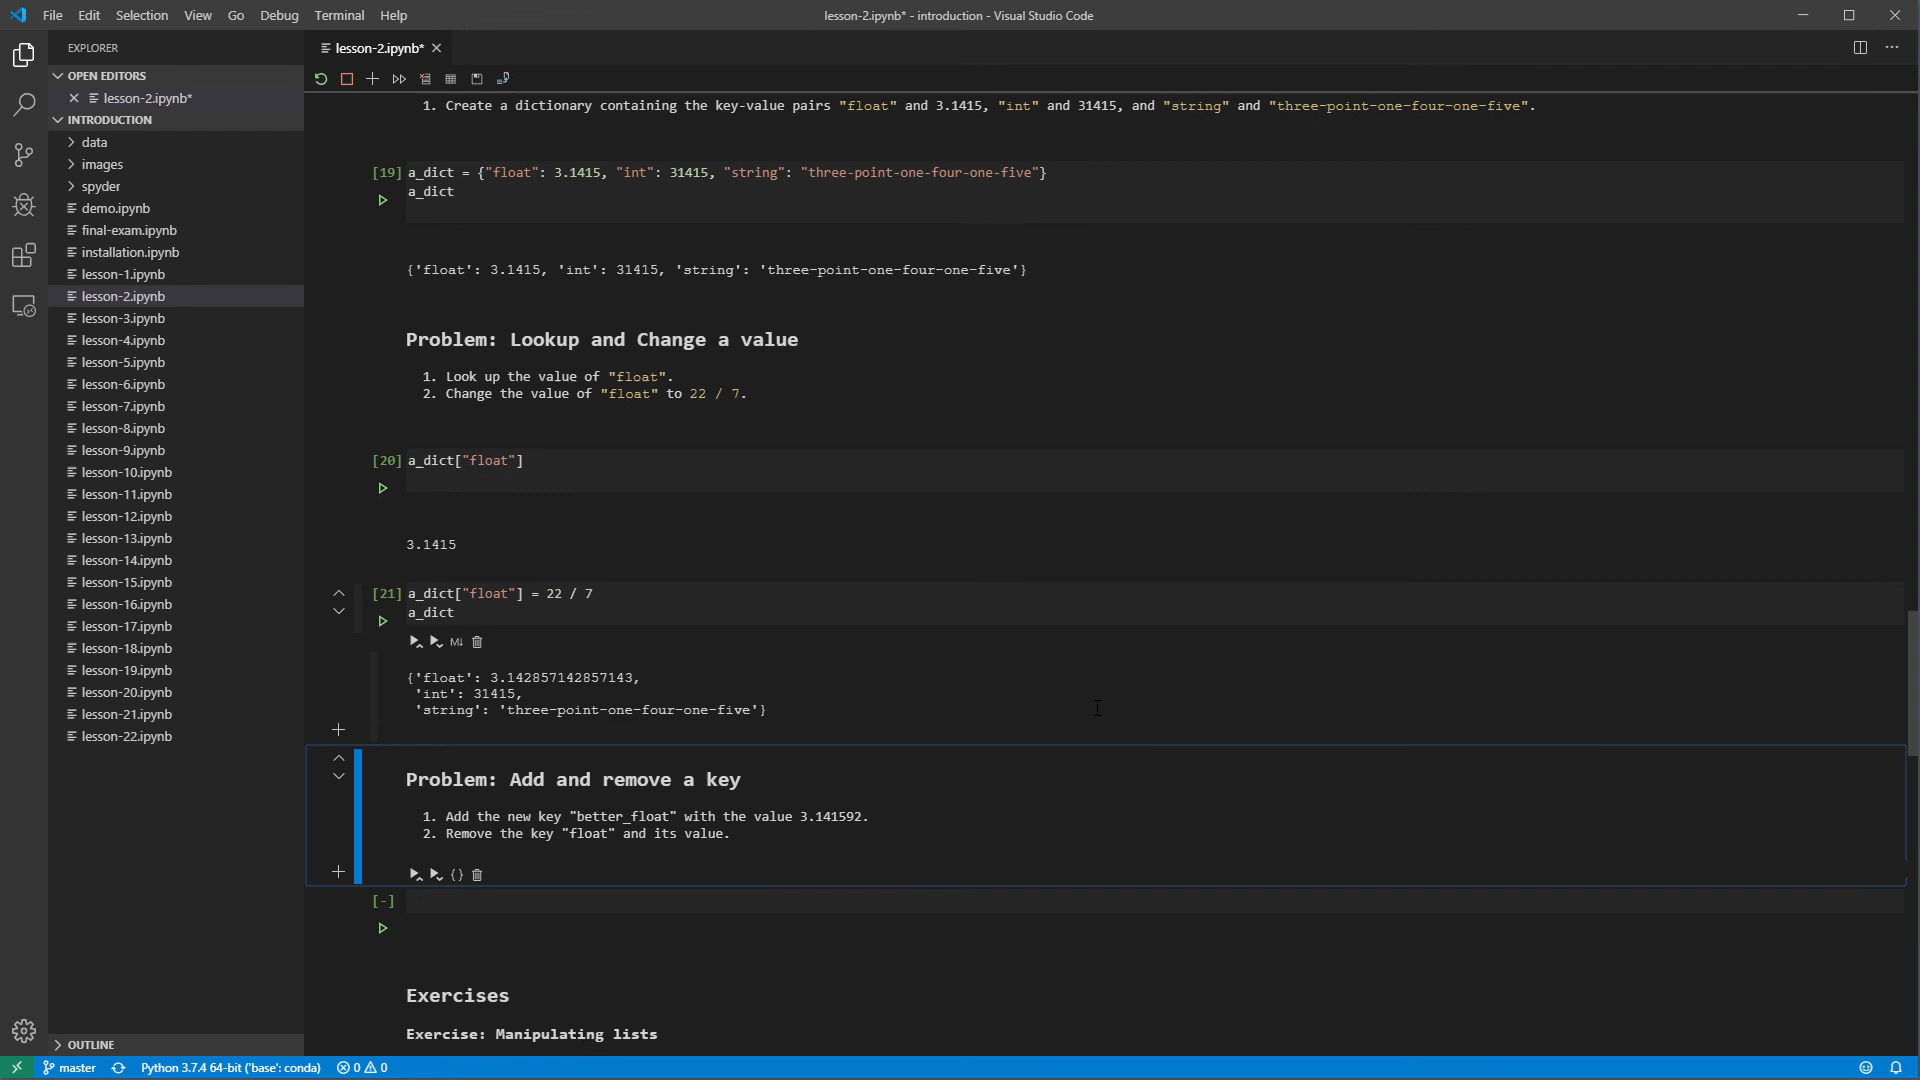 File Edit Selection View Go Debug Terminal Help
lesson-2.ipynb* - introduction - Visual Studio Code
EXPLORER
OPEN EDITORS
lesson-2.ipynb*
INTRODUCTION
data
images
spyder
demo.ipynb
final-exam.ipynb
installation.ipynb
lesson-1.ipynb
lesson-2.ipynb
lesson-3.ipynb
lesson-4.ipynb
lesson-5.ipynb
lesson-6.ipynb
lesson-7.ipynb
lesson-8.ipynb
lesson-9.ipynb
lesson-10.ipynb
lesson-11.ipynb
lesson-12.ipynb
lesson-13.ipynb
lesson-14.ipynb
lesson-15.ipynb
lesson-16.ipynb
lesson-17.ipynb
lesson-18.ipynb
lesson-19.ipynb
lesson-20.ipynb
lesson-21.ipynb
lesson-22.ipynb
OUTLINE
lesson-2.ipynb*
1. Create a dictionary containing the key-value pairs "float" and 3.1415, "int" and 31415, and "string" and "three-point-one-four-one-five".
[19] a_dict = {"float": 3.1415, "int": 31415, "string": "three-point-one-four-one-five"}
a_dict
{'float': 3.1415, 'int': 31415, 'string': 'three-point-one-four-one-five'}
Problem: Lookup and Change a value
1. Look up the value of "float".
2. Change the value of "float" to 22 / 7.
[20] a_dict["float"]
3.1415
[21] a_dict["float"] = 22 / 7
a_dict
M↓
{'float': 3.142857142857143,
'int': 31415,
'string': 'three-point-one-four-one-five'}
Problem: Add and remove a key
1. Add the new key "better_float" with the value 3.141592.
2. Remove the key "float" and its value.
{}
[-]
Exercises
Exercise: Manipulating lists
master Python 3.7.4 64-bit ('base': conda) 0 0